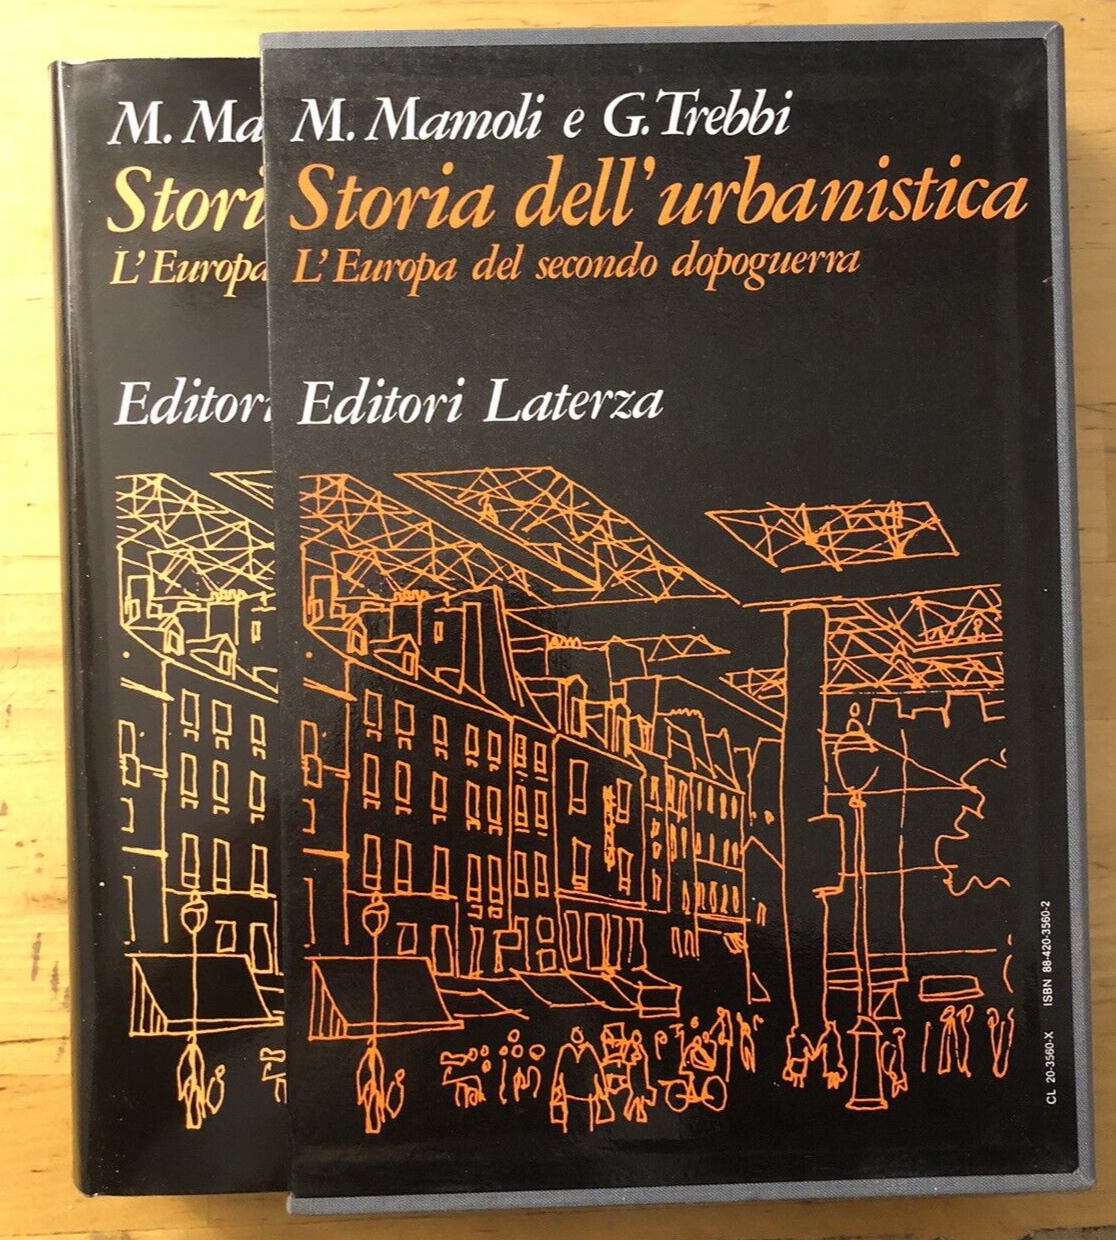 M. Ma
Stori
L'Europa
Editori
M. Mamoli e G. Trebbi
Storia dell'urbanistica
L'Europa del secondo dopoguerra
Editori Laterza
CL 20-3560-X ISBN 88-420-3560-2